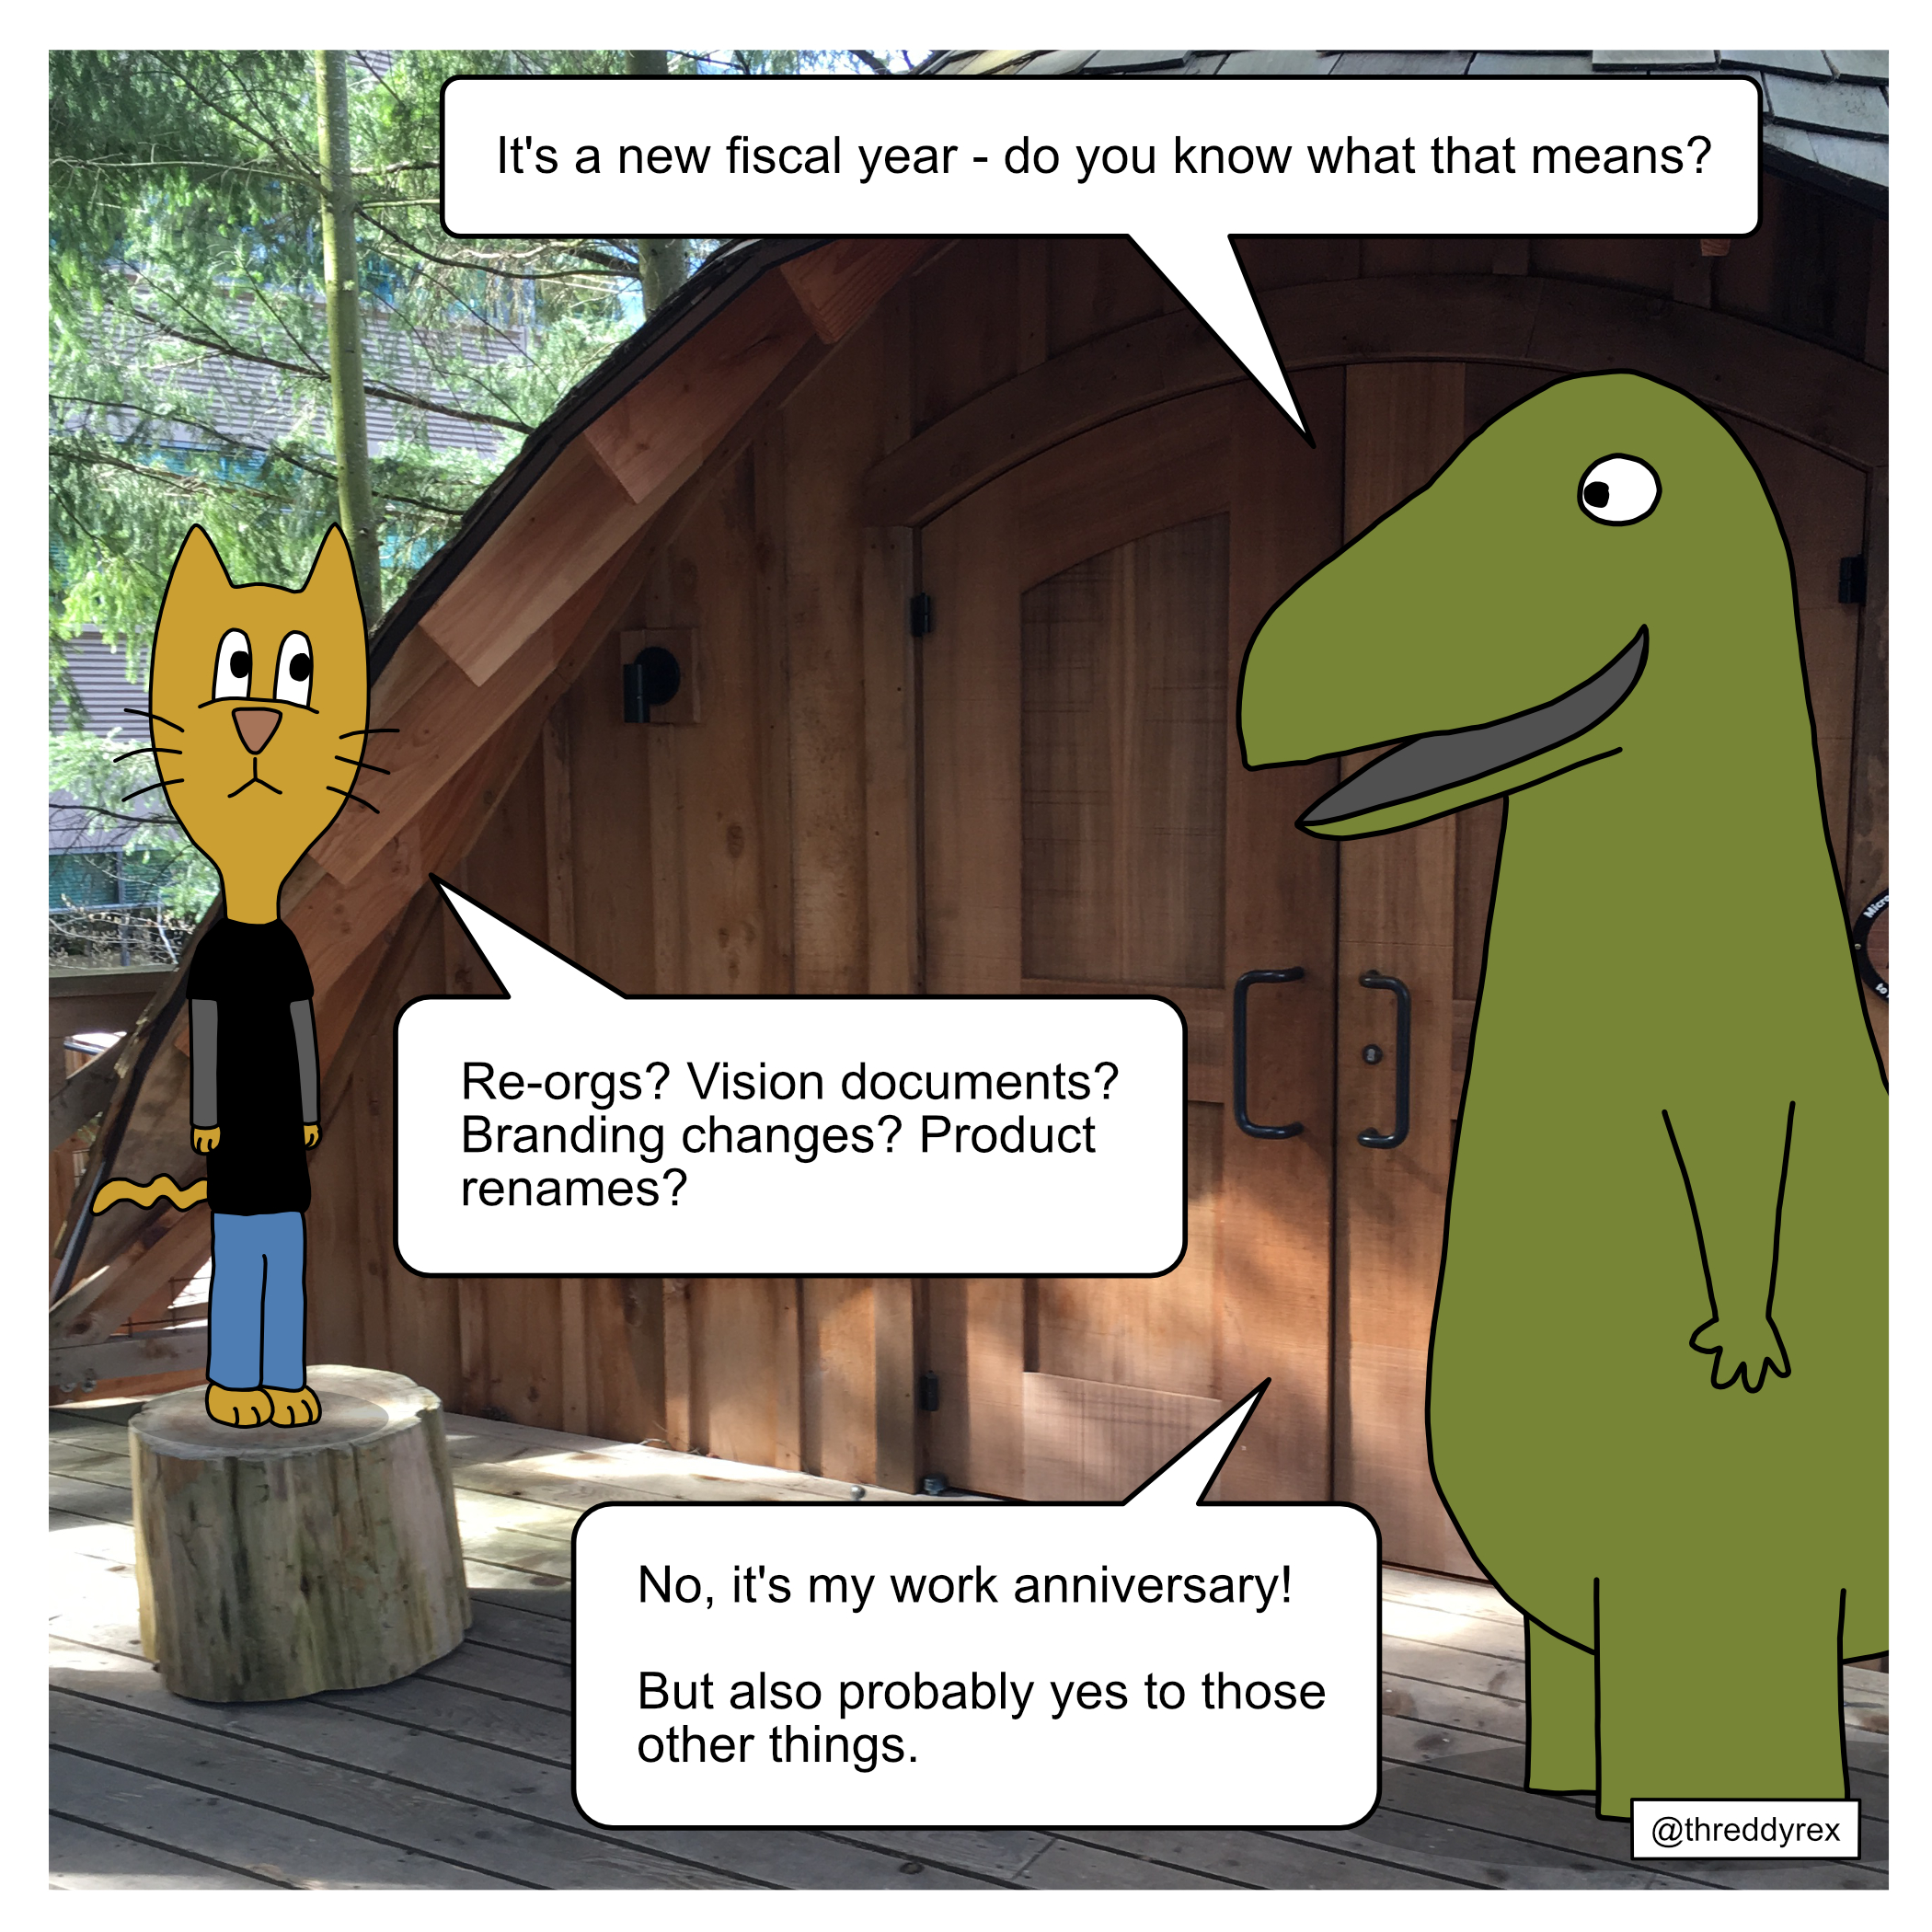 It's a new fiscal year - do you know what that means?
Re-orgs? Vision documents?
Branding changes? Product
renames?
No, it's my work anniversary!
But also probably yes to those
other things.
@threddyrex